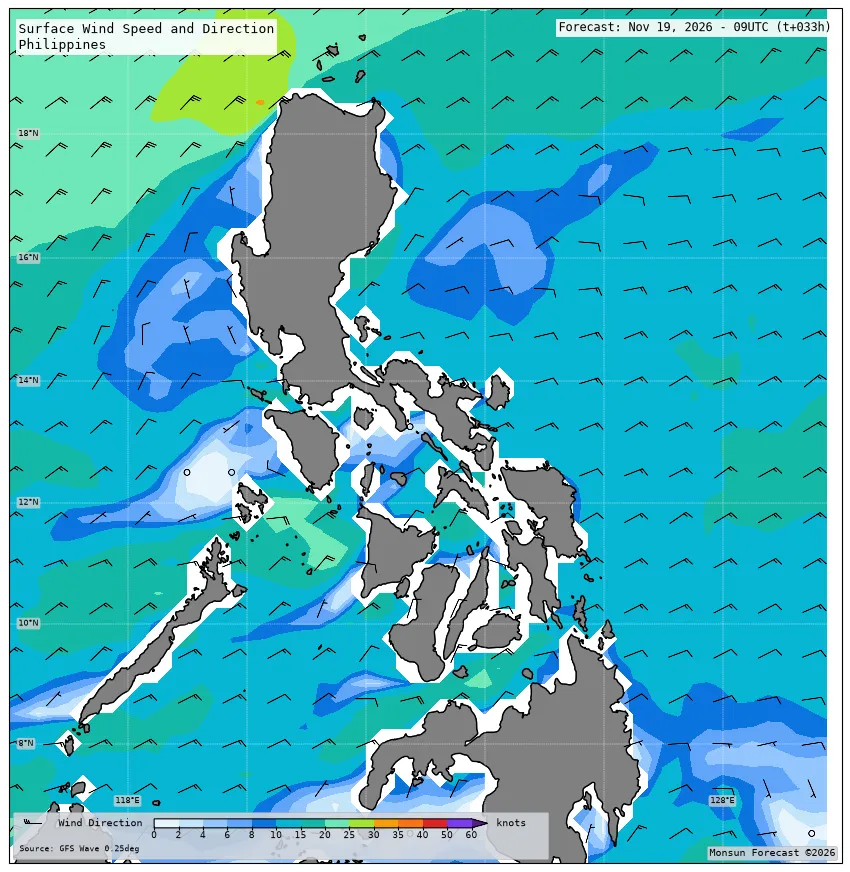 Surface Wind Speed and Direction
Philippines
Forecast: Nov 19, 2026 - 09UTC (t+033h)
18°N
16°N
14°N
12°N
10°N
8°N
118°E
128°E
Wind Direction
0 2 4 6 8 10 15 20 25 30 35 40 50 60 knots
Source: GFS Wave 0.25deg
Monsun Forecast ©2026